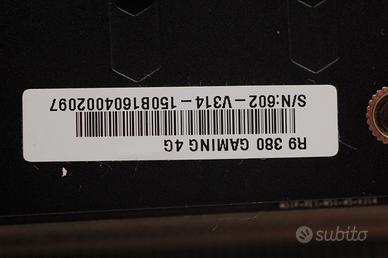 R9 380 GAMING 4G
S/N:602-V314-150B1604002097
subito